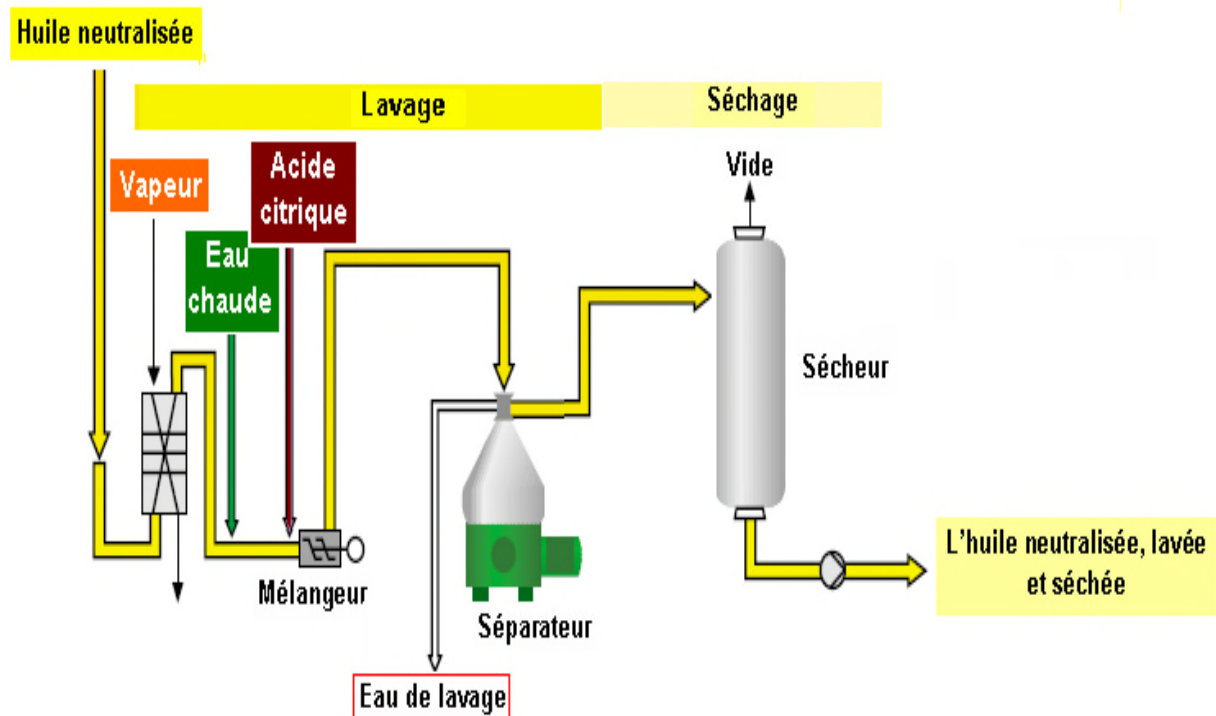 Huile neutralisée
Lavage
Séchage
Vapeur
Eau
chaude
Acide
citrique
Vide
Sécheur
Mélangeur
Séparateur
Eau de lavage
L'huile neutralisée, lavée
et séchée